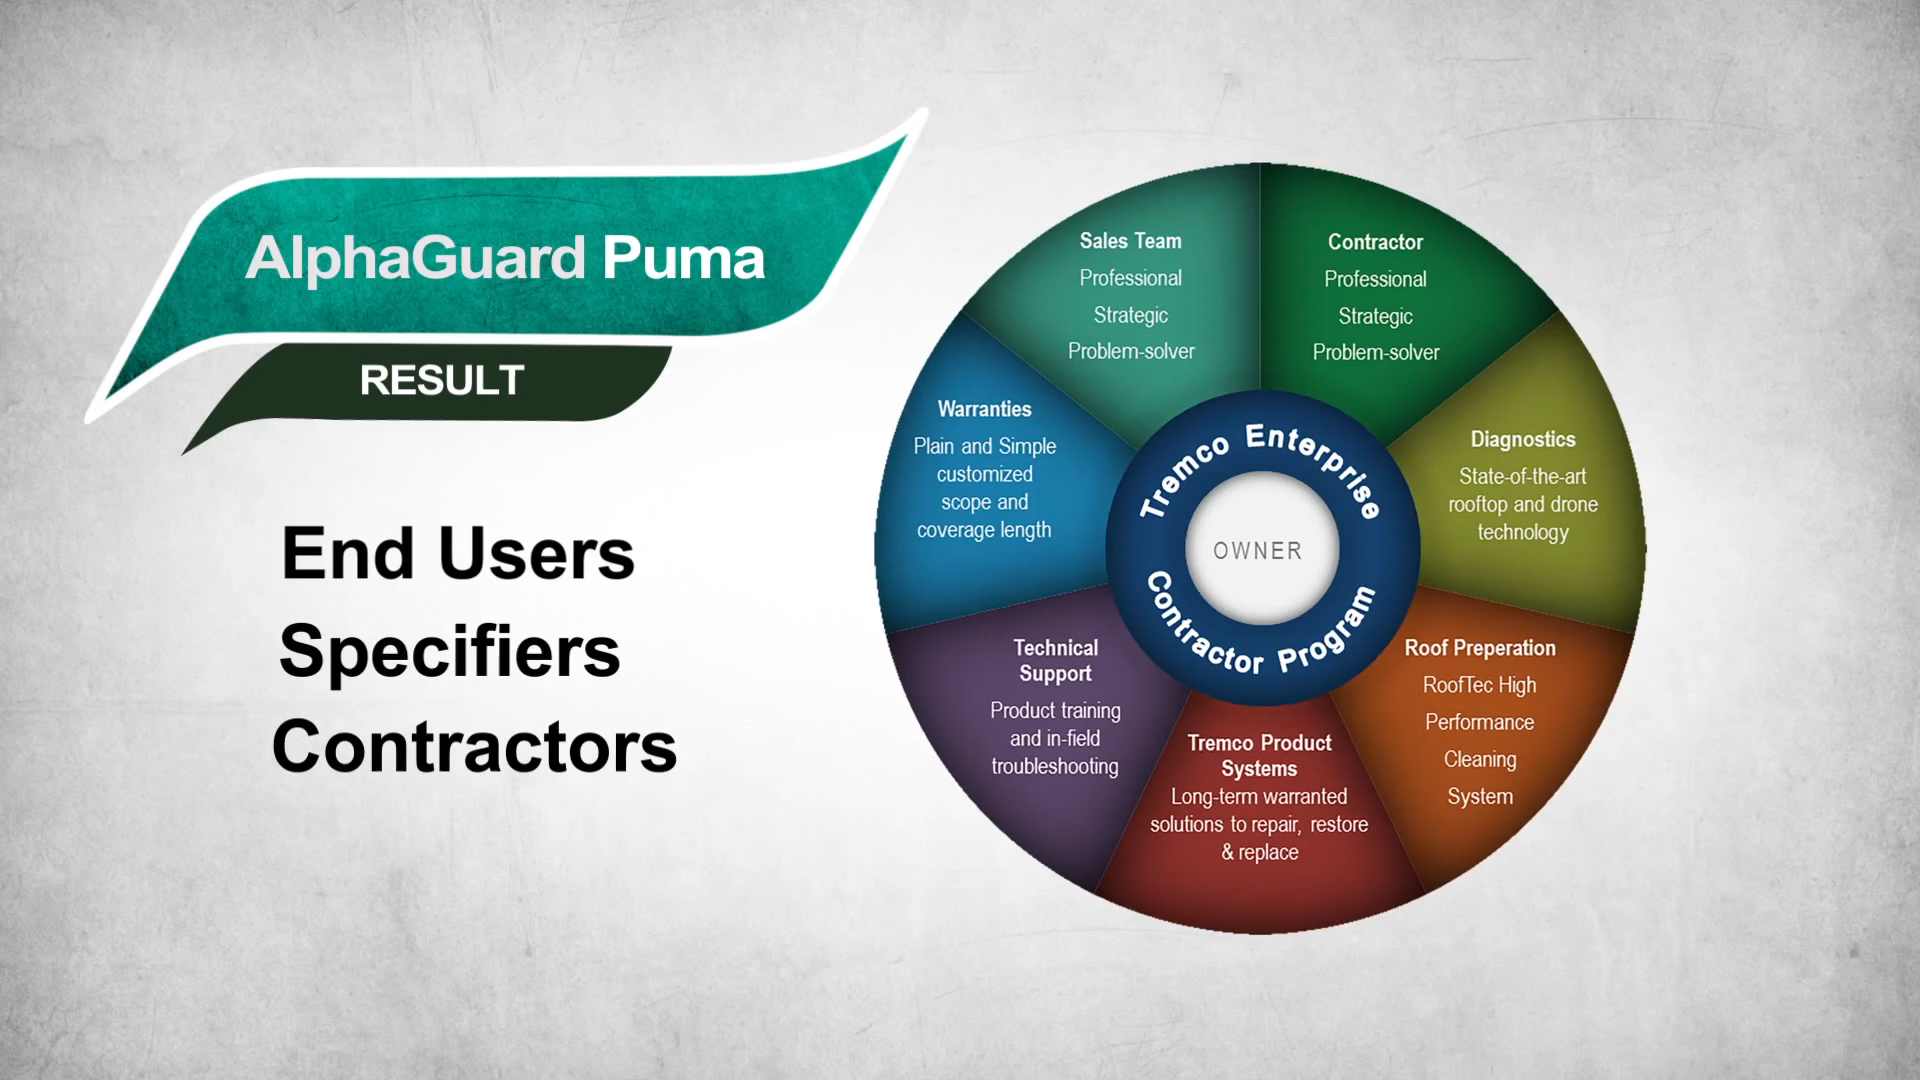 AlphaGuard Puma
RESULT
End Users
Specifiers
Contractors
Sales Team
Professional
Strategic
Problem-solver
Contractor
Professional
Strategic
Problem-solver
Diagnostics
State-of-the-art
rooftop and drone
technology
Roof Preperation
RoofTec High
Performance
Cleaning
System
Tremco Product
Systems
Long-term warranted
solutions to repair, restore
& replace
Technical
Support
Product training
and in-field
troubleshooting
Warranties
Plain and Simple
customized
scope and
coverage length
Tremco Enterprise
Contractor Program
OWNER